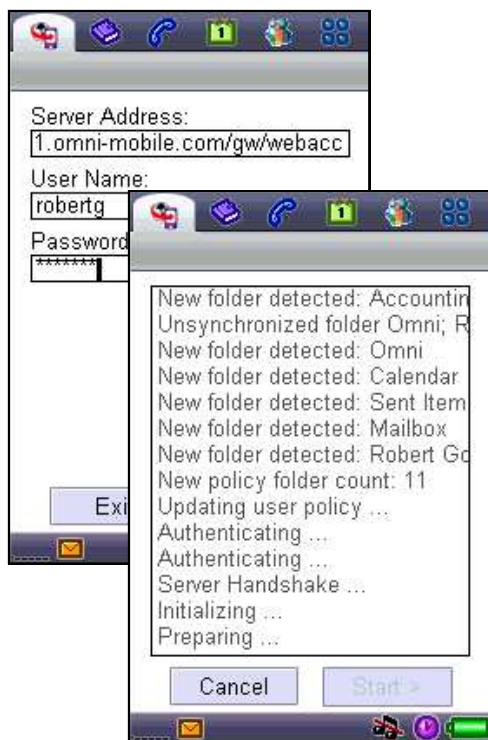 1
Server Address:
1.omni-mobile.com/gw/webacc
User Name:
robertg
Password
*******
Exi
1
New folder detected: Accountin
Unsynchronized folder Omni; R
New folder detected: Omni
New folder detected: Calendar
New folder detected: Sent Item
New folder detected: Mailbox
New folder detected: Robert Go
New policy folder count: 11
Updating user policy ...
Authenticating ...
Authenticating ...
Server Handshake ...
Initializing ...
Preparing ...
Cancel
Start >